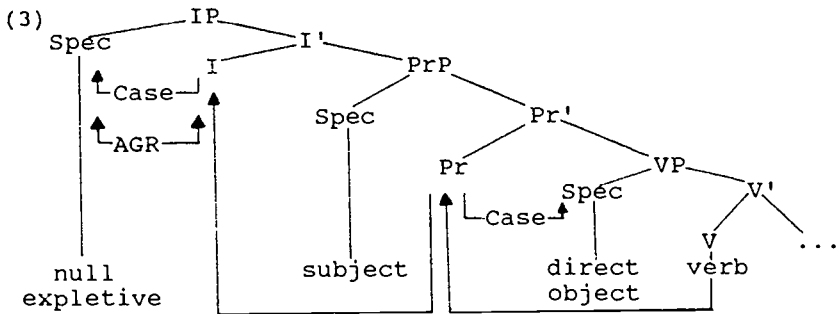 (3)
IP
Spec
I'
I
PrP
Case
Spec
Pr'
AGR
Pr
VP
Spec
V'
Case
V
...
null subject direct verb
expletive object